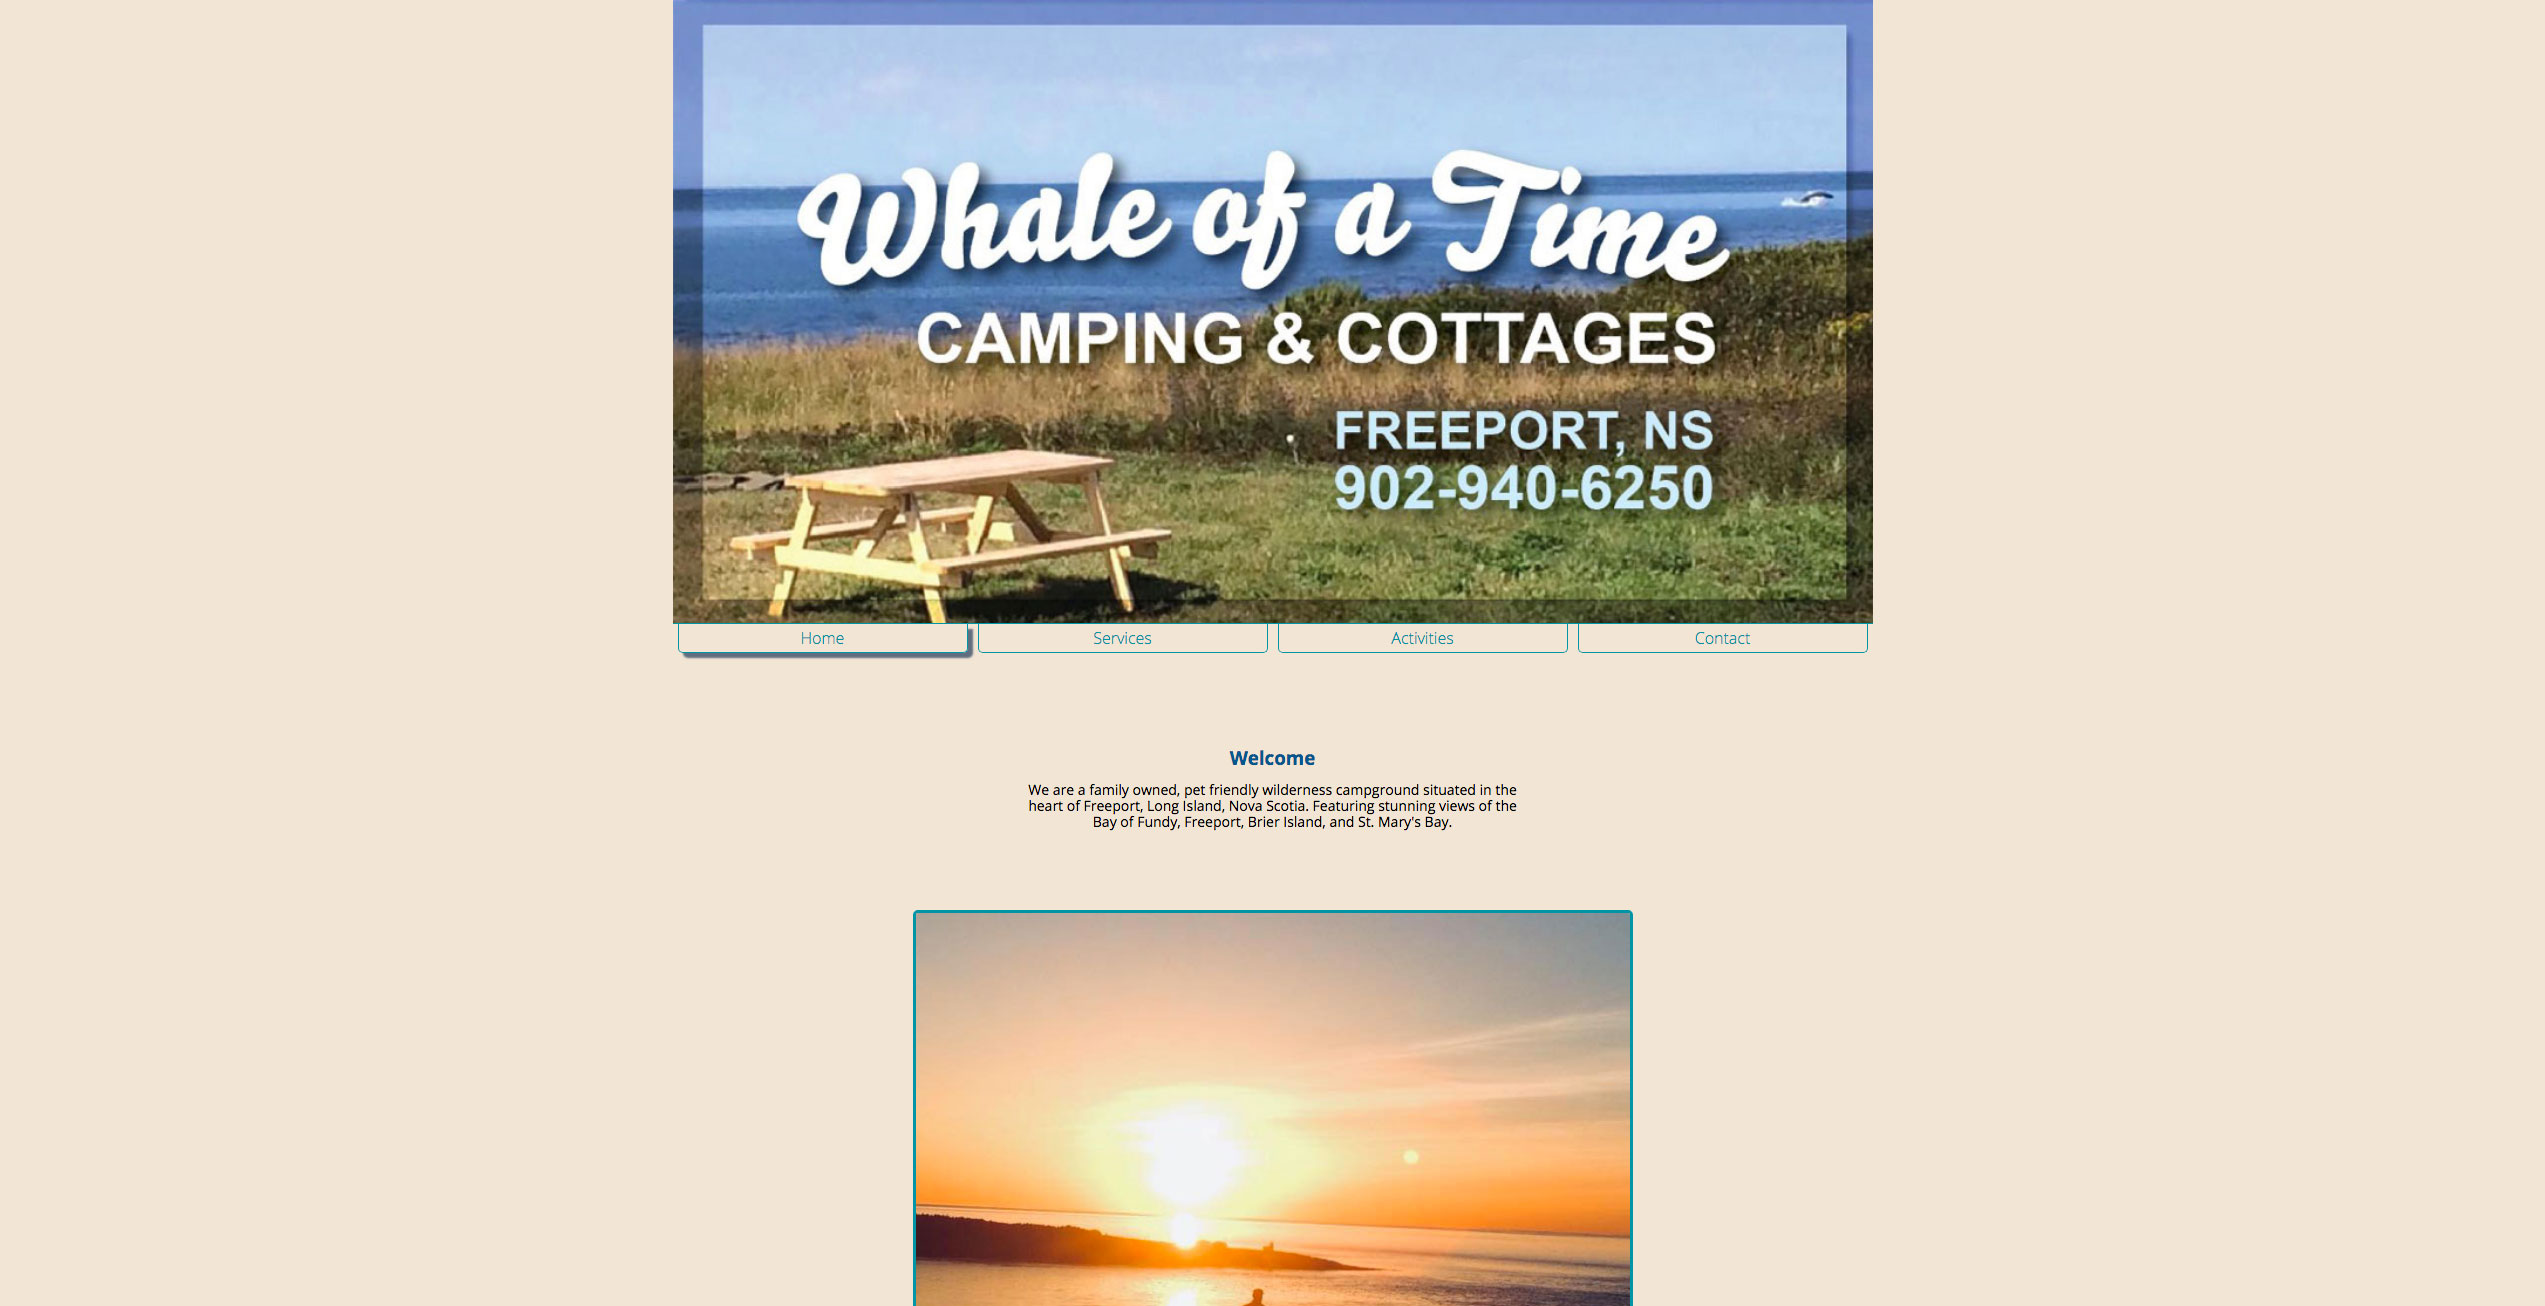 Whale of a Time
CAMPING & COTTAGES
FREEPORT, NS
902-940-6250
Home
Services
Activities
Contact
Welcome
We are a family owned, pet friendly wilderness campground situated in the
heart of Freeport, Long Island, Nova Scotia. Featuring stunning views of the
Bay of Fundy, Freeport, Brier Island, and St. Mary's Bay.